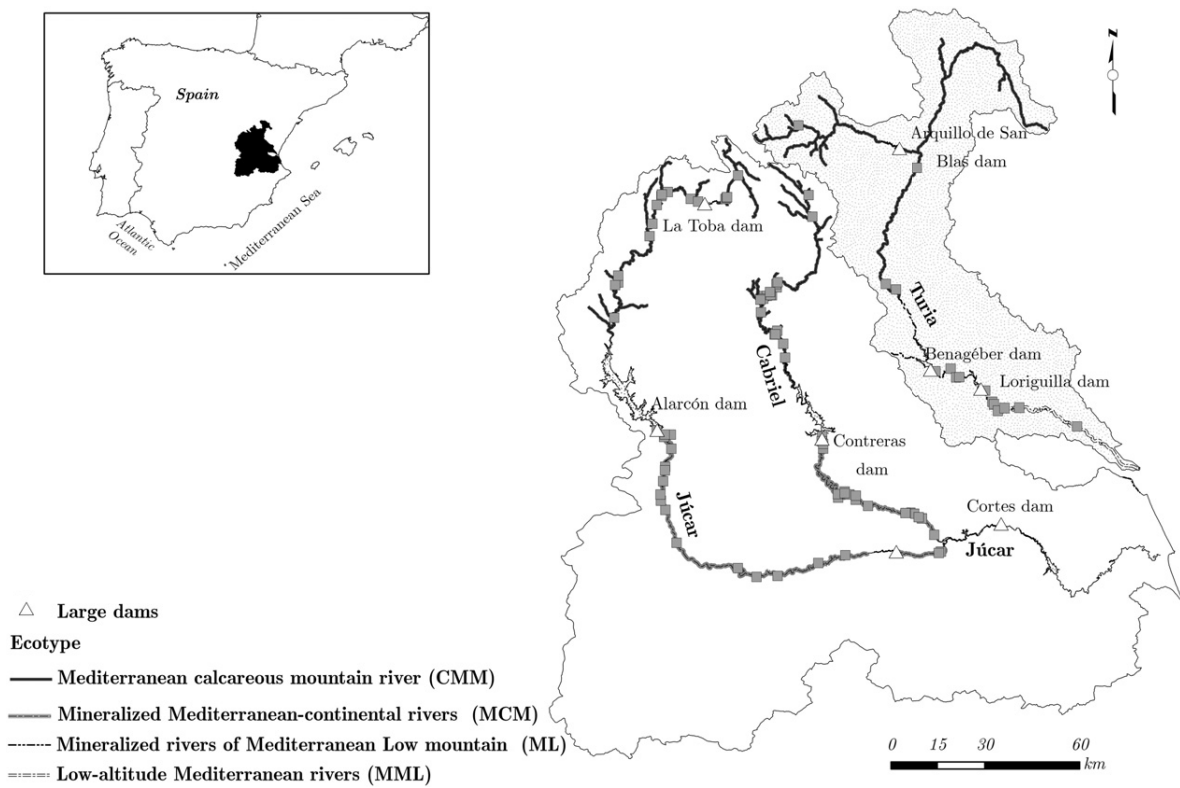 Spain
Atlantic
Ocean
Mediterranean Sea
N
Arquillo de San
Blas dam
La Toba dam
Turia
Benagéber dam
Cabriel
Loriguilla dam
Alarcón dam
Contreras
dam
Júcar
Cortes dam
Júcar
Large dams
Ecotype
Mediterranean calcareous mountain river (CMM)
Mineralized Mediterranean-continental rivers (MCM)
Mineralized rivers of Mediterranean Low mountain (ML)
Low-altitude Mediterranean rivers (MML)
0 15 30 60
km